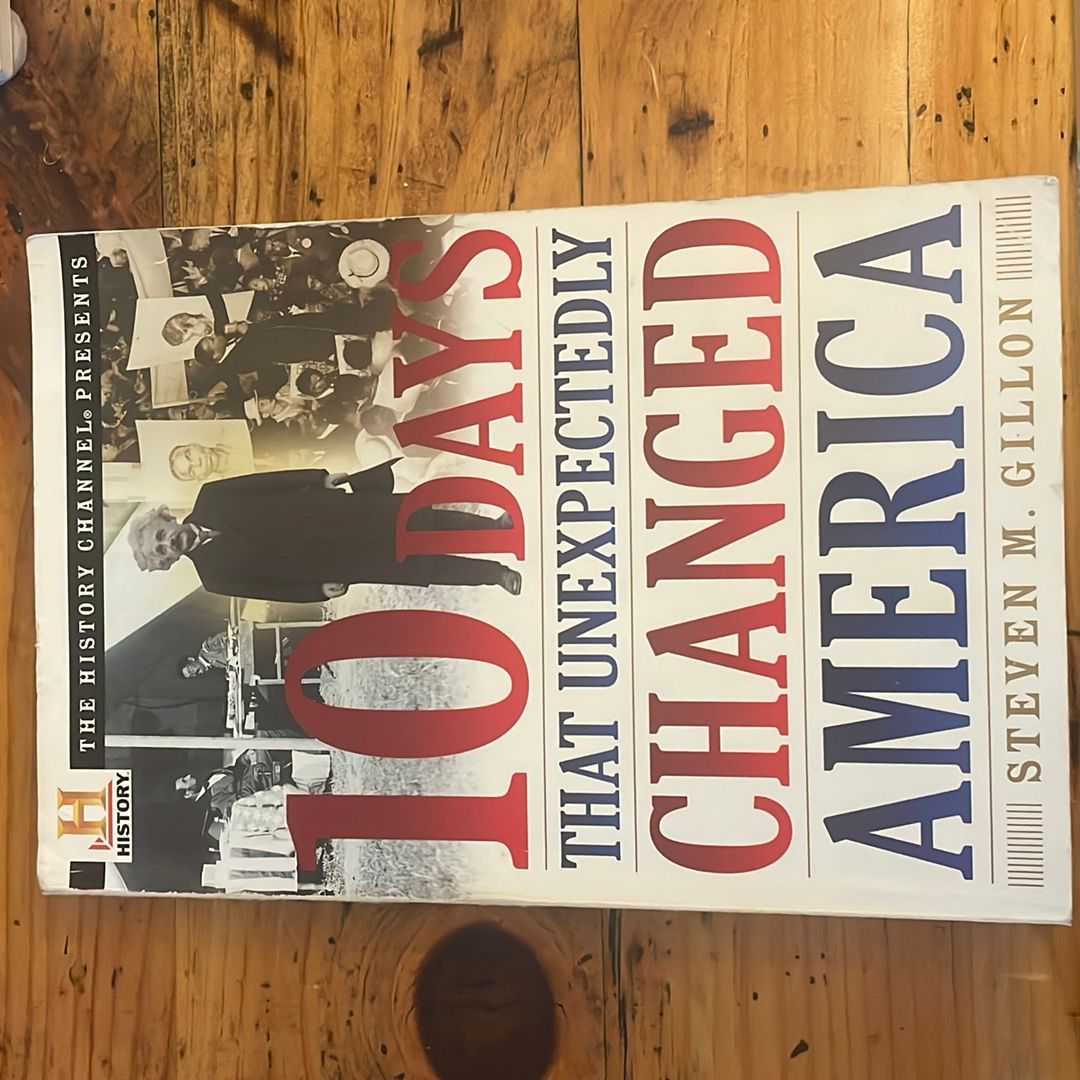 THE HISTORY CHANNEL® PRESENTS
H
HISTORY
10 DAYS
THAT UNEXPECTEDLY
CHANGED
AMERICA
STEVEN M. GILLON